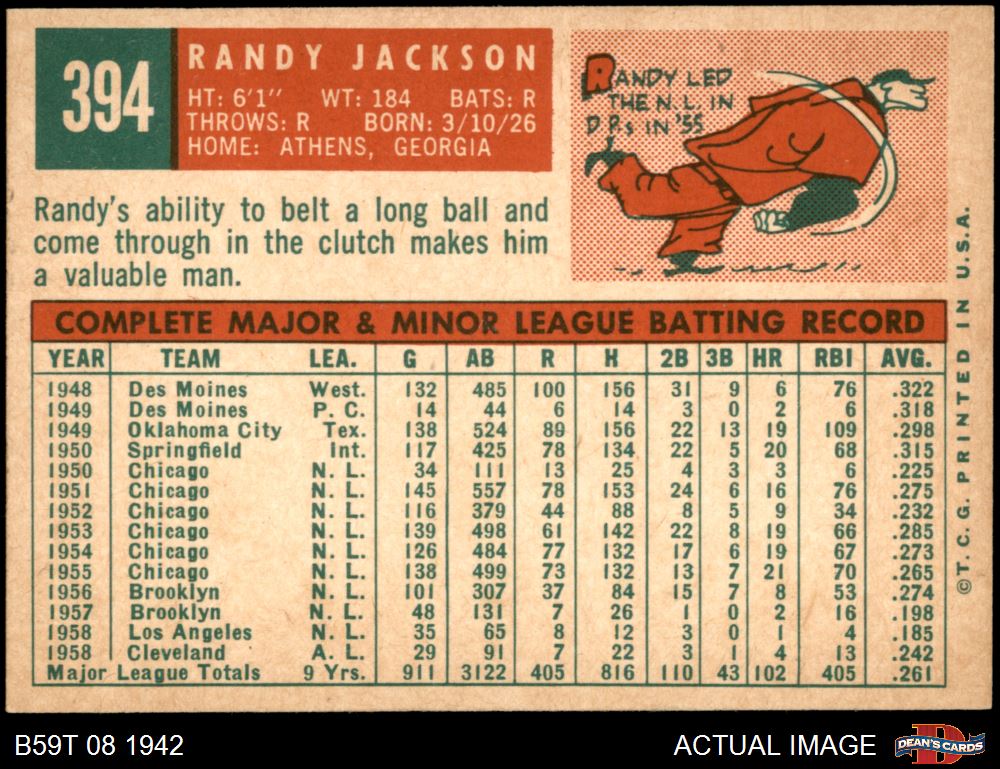 394
RANDY JACKSON
HT: 6'1" WT: 184 BATS: R
THROWS: R BORN: 3/10/26
HOME: ATHENS, GEORGIA
RANDY LED
THE N.L. IN
D.P.s IN '55
Randy's ability to belt a long ball and
come through in the clutch makes him
a valuable man.
COMPLETE MAJOR & MINOR LEAGUE BATTING RECORD
YEAR TEAM LEA. G AB R H 2B 3B HR RBI AVG.
1948 Des Moines West. 132 485 100 156 31 9 6 76 .322
1949 Des Moines P. C. 14 44 6 14 3 0 2 6 .318
1949 Oklahoma City Tex. 138 524 89 156 22 13 19 109 .298
1950 Springfield Int. 117 425 78 134 22 5 20 68 .315
1950 Chicago N. L. 34 111 13 25 4 3 3 6 .225
1951 Chicago N. L. 145 557 78 153 24 6 16 76 .275
1952 Chicago N. L. 116 379 44 88 8 5 9 34 .232
1953 Chicago N. L. 139 498 61 142 22 8 19 66 .285
1954 Chicago N. L. 126 484 77 132 17 6 19 67 .273
1955 Chicago N. L. 138 499 73 132 13 7 21 70 .265
1956 Brooklyn N. L. 101 307 37 84 15 7 8 53 .274
1957 Brooklyn N. L. 48 131 7 26 1 0 2 16 .198
1958 Los Angeles N. L. 35 65 8 12 3 0 1 4 .185
1958 Cleveland A. L. 29 91 7 22 3 1 4 13 .242
Major League Totals 9 Yrs. 911 3122 405 816 110 43 102 405 .261
©T. C. G. PRINTED IN U.S.A.
B59T 08 1942
ACTUAL IMAGE
D
DEAN'S CARDS